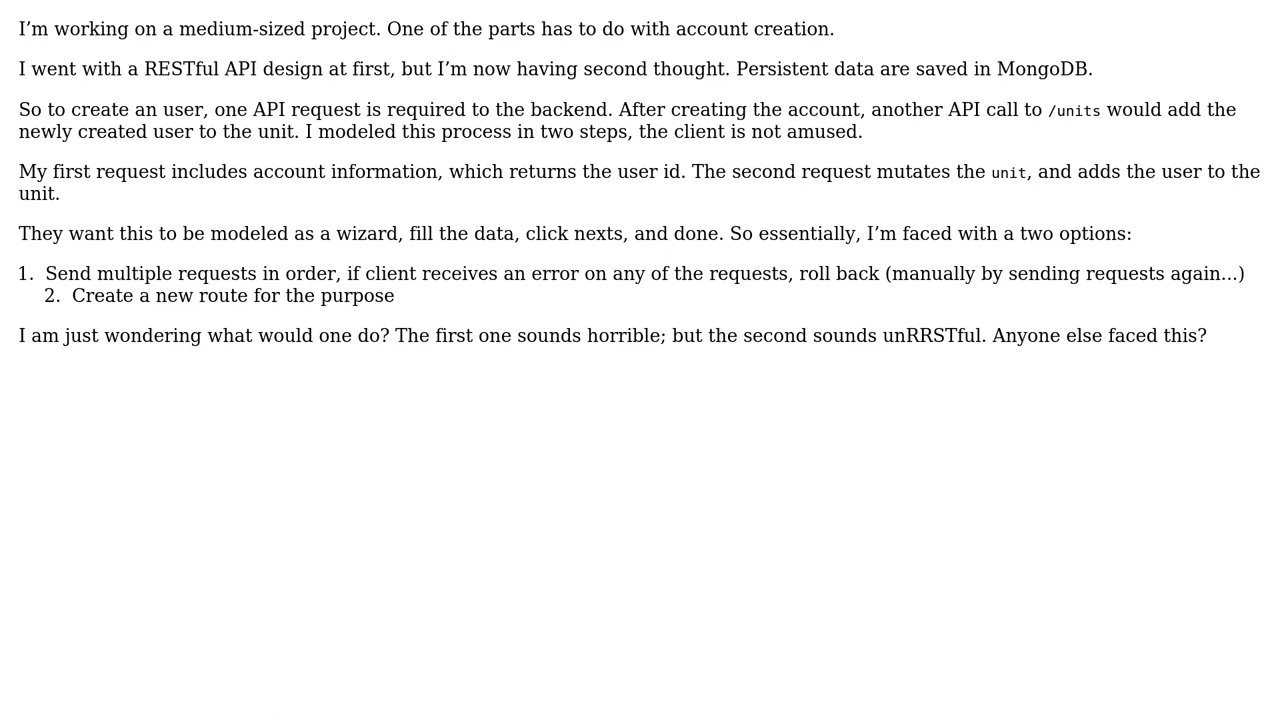 I’m working on a medium-sized project. One of the parts has to do with account creation.
I went with a RESTful API design at first, but I’m now having second thought. Persistent data are saved in MongoDB.
So to create an user, one API request is required to the backend. After creating the account, another API call to /units would add the
newly created user to the unit. I modeled this process in two steps, the client is not amused.
My first request includes account information, which returns the user id. The second request mutates the unit, and adds the user to the
unit.
They want this to be modeled as a wizard, fill the data, click nexts, and done. So essentially, I’m faced with a two options:
1. Send multiple requests in order, if client receives an error on any of the requests, roll back (manually by sending requests again...)
2. Create a new route for the purpose
I am just wondering what would one do? The first one sounds horrible; but the second sounds unRRSTful. Anyone else faced this?